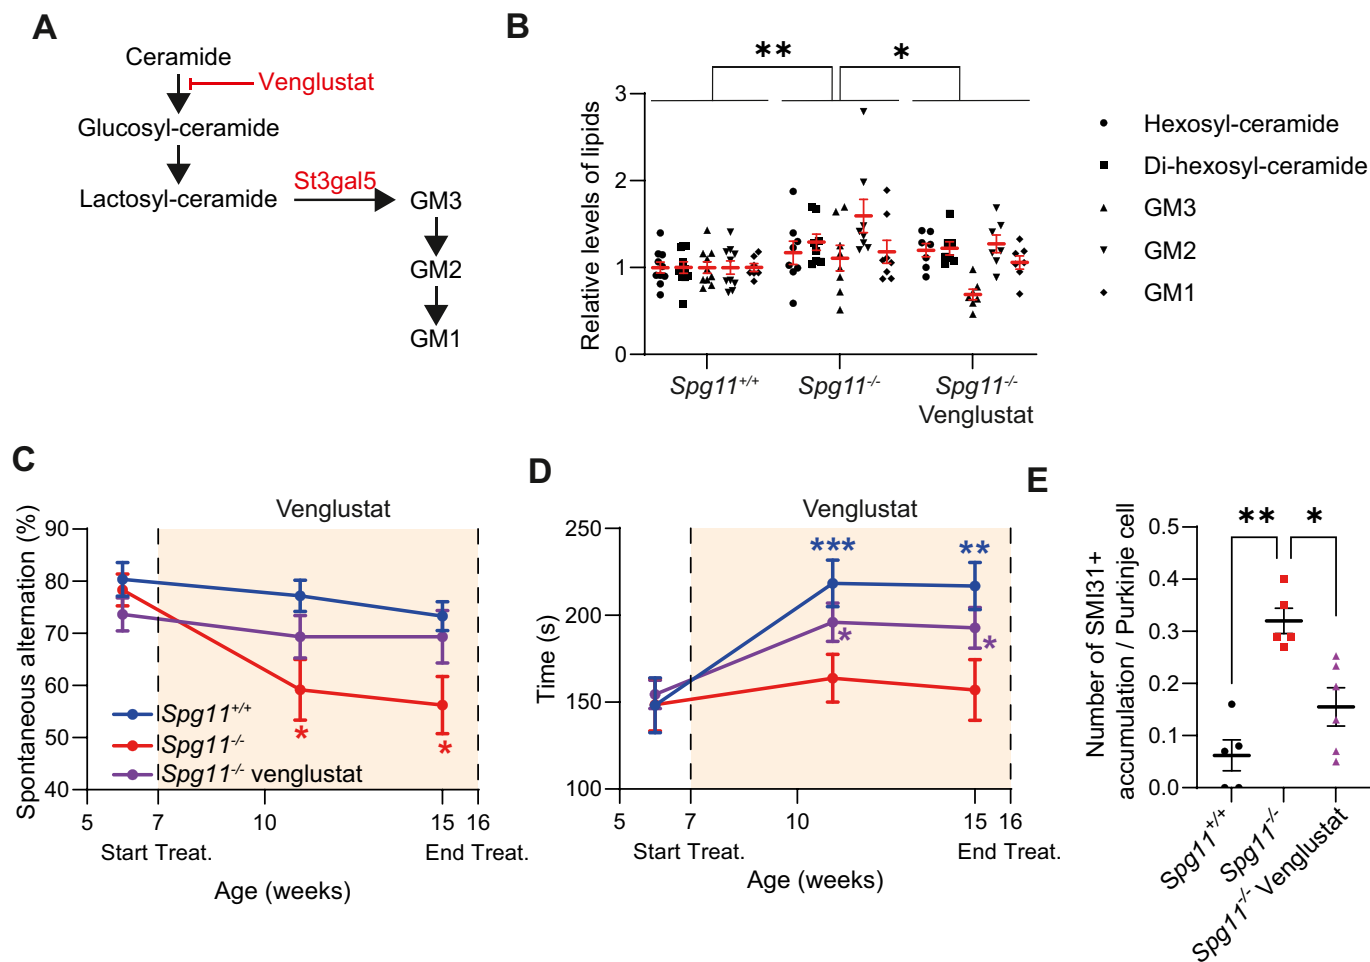 A
Ceramide
Venglustat
Glucosyl-ceramide
Lactosyl-ceramide
St3gal5
GM3
GM2
GM1
B
** *
Relative levels of lipids
3
2
1
0
Spg11+/+
Spg11-/-
Spg11-/-
Venglustat
Hexosyl-ceramide
Di-hexosyl-ceramide
GM3
GM2
GM1
C
Venglustat
Spontaneous alternation (%)
90
80
70
60
50
40
Spg11+/+
Spg11-/-
Spg11-/- venglustat
* *
5 7 10 15 16
Start Treat. End Treat.
Age (weeks)
D
Venglustat
Time (s)
250
200
150
100
*** **
* *
5 7 10 15 16
Start Treat. End Treat.
Age (weeks)
E
** *
Number of SMI31+
accumulation / Purkinje cell
0.5
0.4
0.3
0.2
0.1
0.0
Spg11+/+
Spg11-/-
Spg11-/- Venglustat